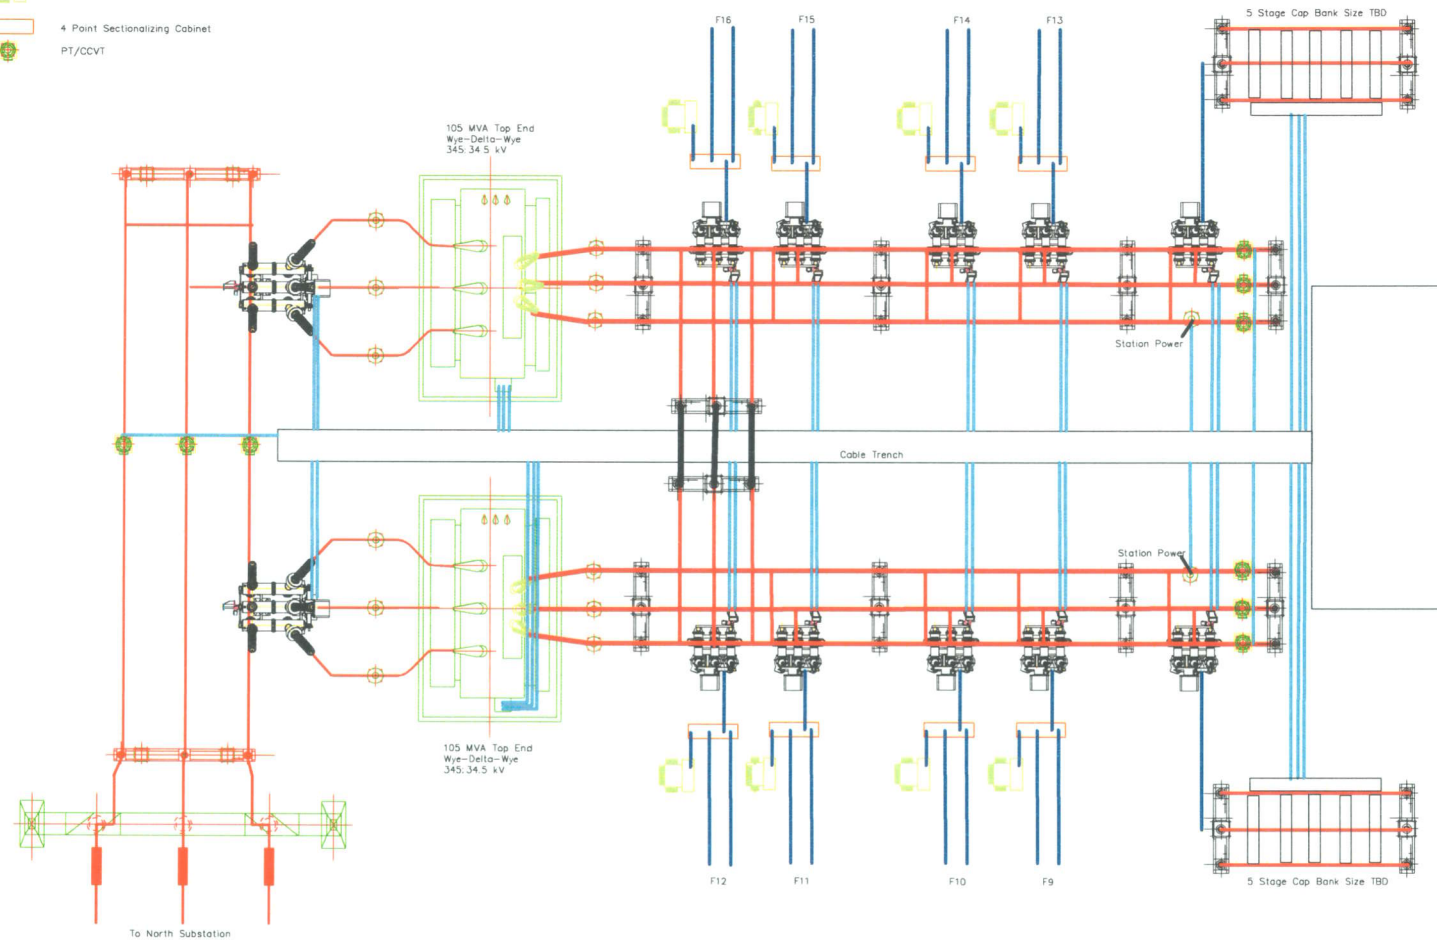 F16
F15
F14
F13
5 Stage Cap Bank Size TBD
4 Point Sectionalizing Cabinet
PT/CCVT
105 MVA Top End
Wye-Delta-Wye
345:34.5 kV
Station Power
Cable Trench
Station Power
105 MVA Top End
Wye-Delta-Wye
345:34.5 kV
F12
F11
F10
F9
5 Stage Cap Bank Size TBD
To North Substation